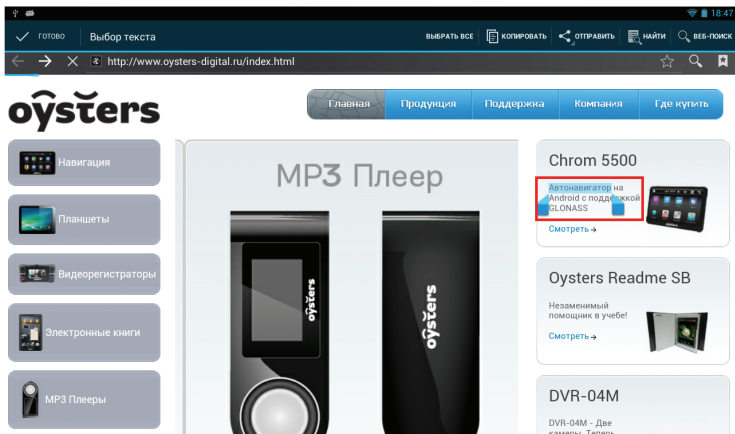 18:47
ГОТОВО
Выбор текста
ВЫБРАТЬ ВСЕ
КОПИРОВАТЬ
ОТПРАВИТЬ
НАЙТИ
ВЕБ-ПОИСК
http://www.oysters-digital.ru/index.html
oysters
Главная
Продукция
Поддержка
Компания
Где купить
Навигация
Планшеты
Видеорегистраторы
Электронные книги
MP3 Плееры
MP3 Плеер
oysters
oysters
Chrom 5500
Автонавигатор на
Android с поддержкой
GLONASS
Смотреть →
Oysters Readme SB
Незаменимый
помощник в учебе!
Смотреть →
DVR-04M
DVR-04M - Две
камеры. Теперь